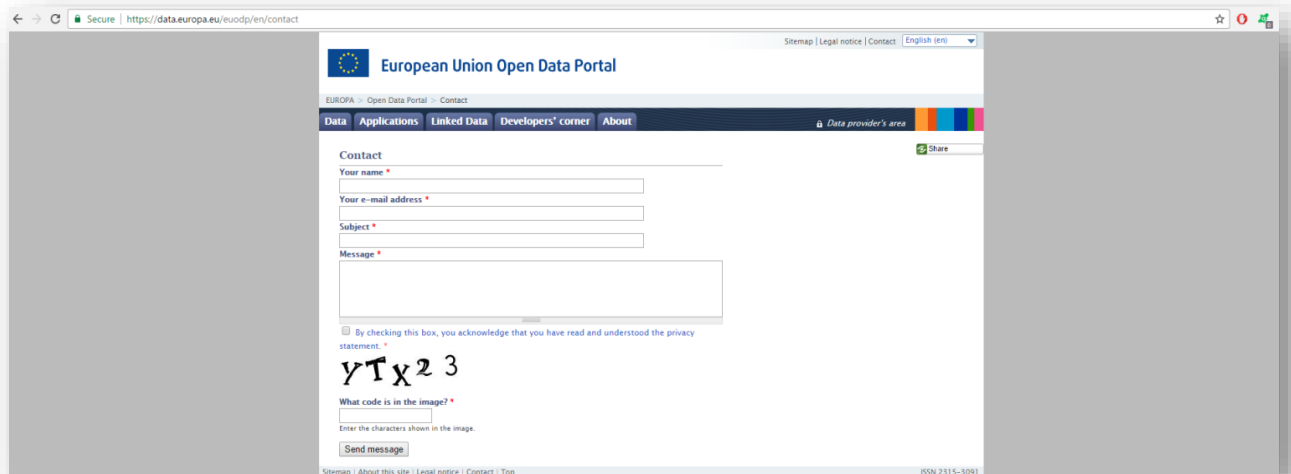 Secure | https://data.europa.eu/euodp/en/contact
Sitemap | Legal notice | Contact English (en)
European Union Open Data Portal
EUROPA > Open Data Portal > Contact
Data Applications Linked Data Developers' corner About Data provider's area
Share
Contact
Your name *
Your e-mail address *
Subject *
Message *
By checking this box, you acknowledge that you have read and understood the privacy
statement. *
YTX23
What code is in the image? *
Enter the characters shown in the image.
Send message
Sitemap | About this site | Legal notice | Contact | Top ISSN 2315-3091